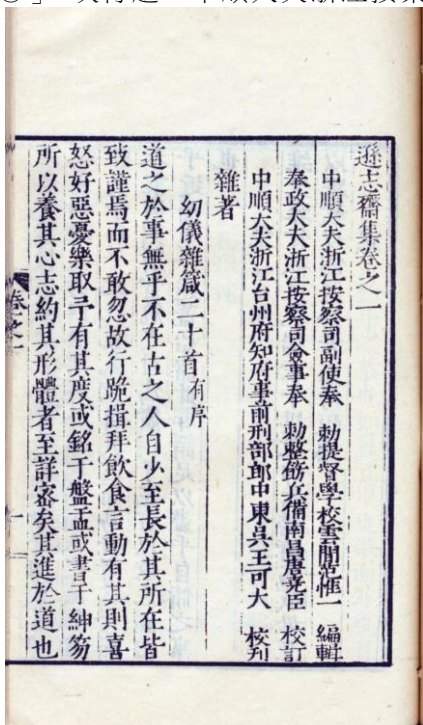 遜志齋集卷之一
中順大夫浙江按察司副使奉 勅提督學校雲間范惟一 編輯
奉政大夫浙江按察司僉事奉 勅整飭兵備南昌唐堯臣 校訂
中順大夫浙江台州府知府事前刑部郎中東吳王可大 校刊
雜著
幼儀雜箴二十首有序
道之於事無乎不在古之人自少至長於其所在皆
致謹焉而不敢忽故行跪揖拜飲食言動有其則喜
怒好惡憂樂取予有其度或銘于盤盂或書于紳笏
所以養其心志約其形體者至詳密矣其進於道也
卷之一